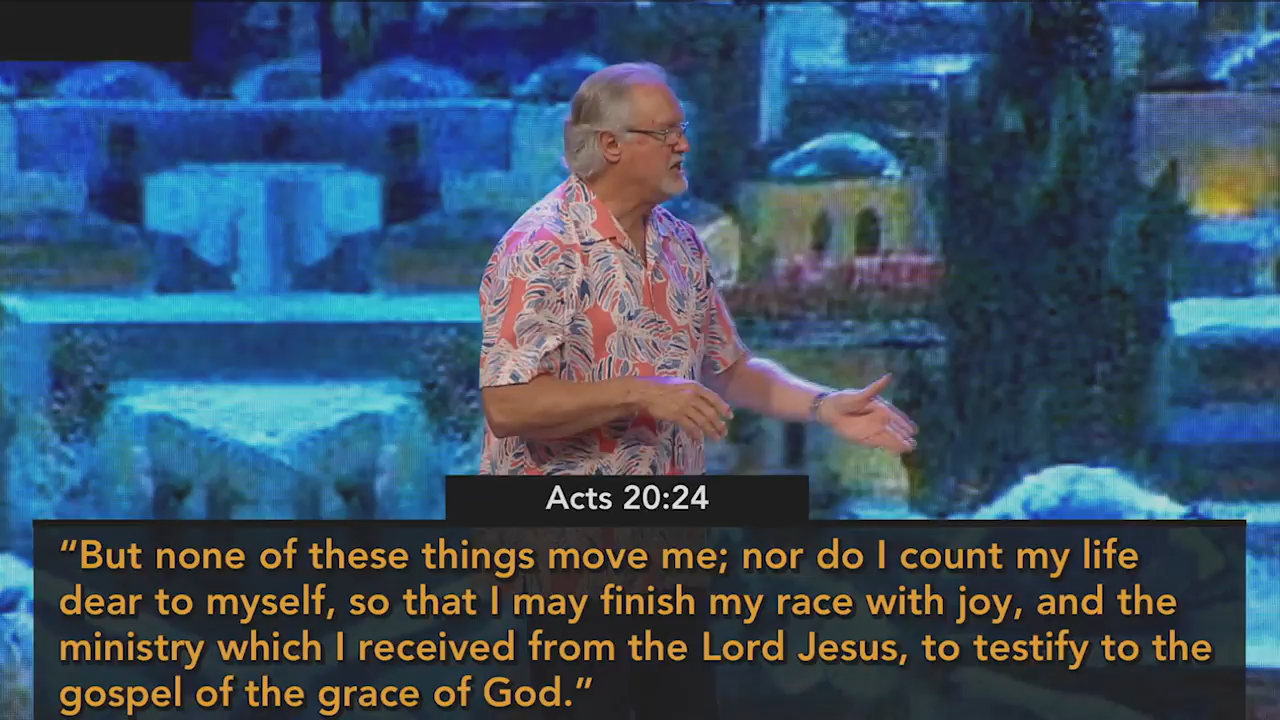 Acts 20:24
“But none of these things move me; nor do I count my life
dear to myself, so that I may finish my race with joy, and the
ministry which I received from the Lord Jesus, to testify to the
gospel of the grace of God.”